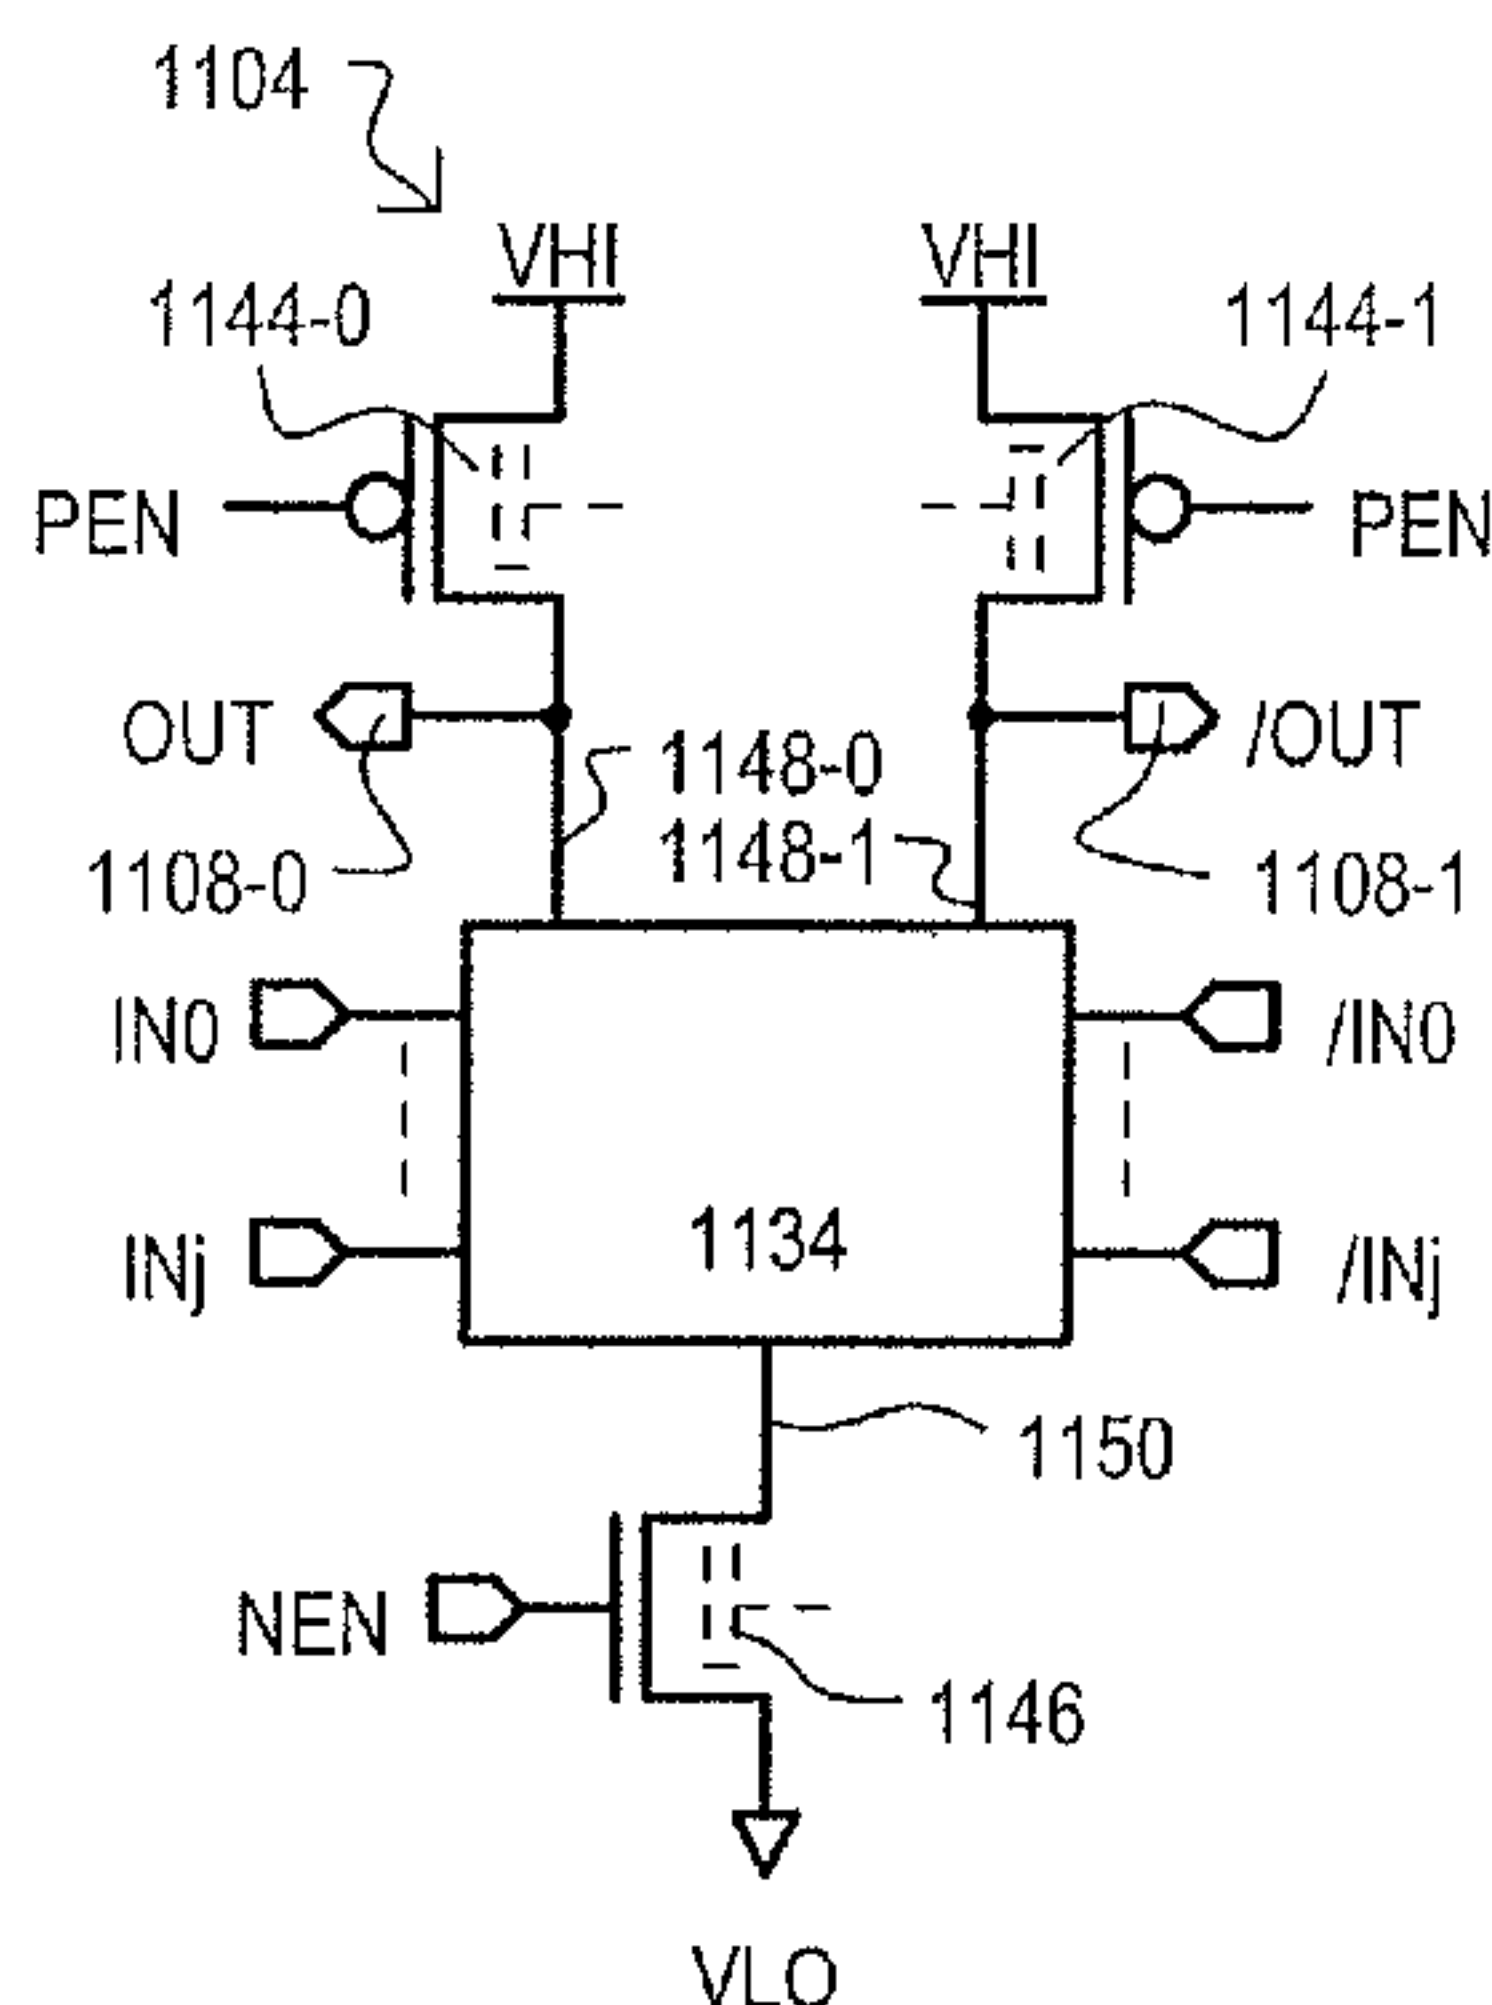 1104
VHI VHI
1144-0 1144-1
PEN PEN
OUT /OUT
1148-0
1148-1
1108-0 1108-1
IN0 /IN0
1134
INj /INj
1150
NEN
1146
VLO